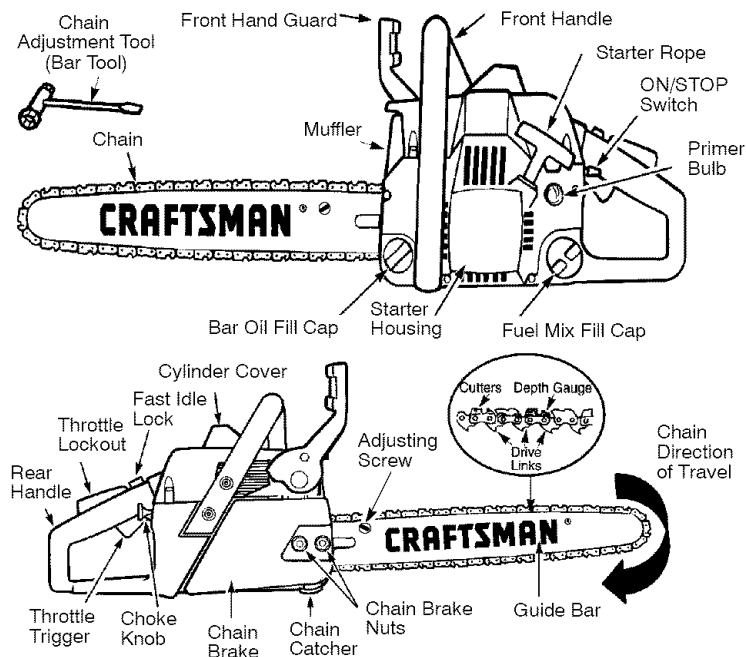 Chain
Adjustment Tool
(Bar Tool)
Front Hand Guard
Front Handle
Starter Rope
ON/STOP
Switch
Muffler
Chain
Primer
Bulb
CRAFTSMAN
Bar Oil Fill Cap
Starter
Housing
Fuel Mix Fill Cap
Cylinder Cover
Fast Idle
Lock
Throttle
Lockout
Rear
Handle
Adjusting
Screw
Cutters
Depth Gauge
Drive
Links
Chain
Direction
of Travel
CRAFTSMAN
Throttle
Trigger
Choke
Knob
Chain
Brake
Chain
Catcher
Chain Brake
Nuts
Guide Bar